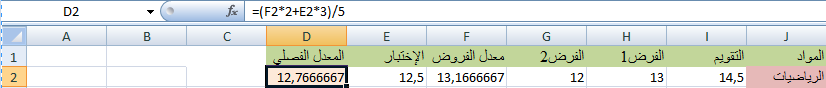 D2 fx =(F2*2+E2*3)/5
A B C D E F G H I J
1 المواد التقويم الفرض1 الفرض2 معدل الفروض الإختبار المعدل الفصلي
2 الرياضيات 14,5 13 12 13,1666667 12,5 12,7666667